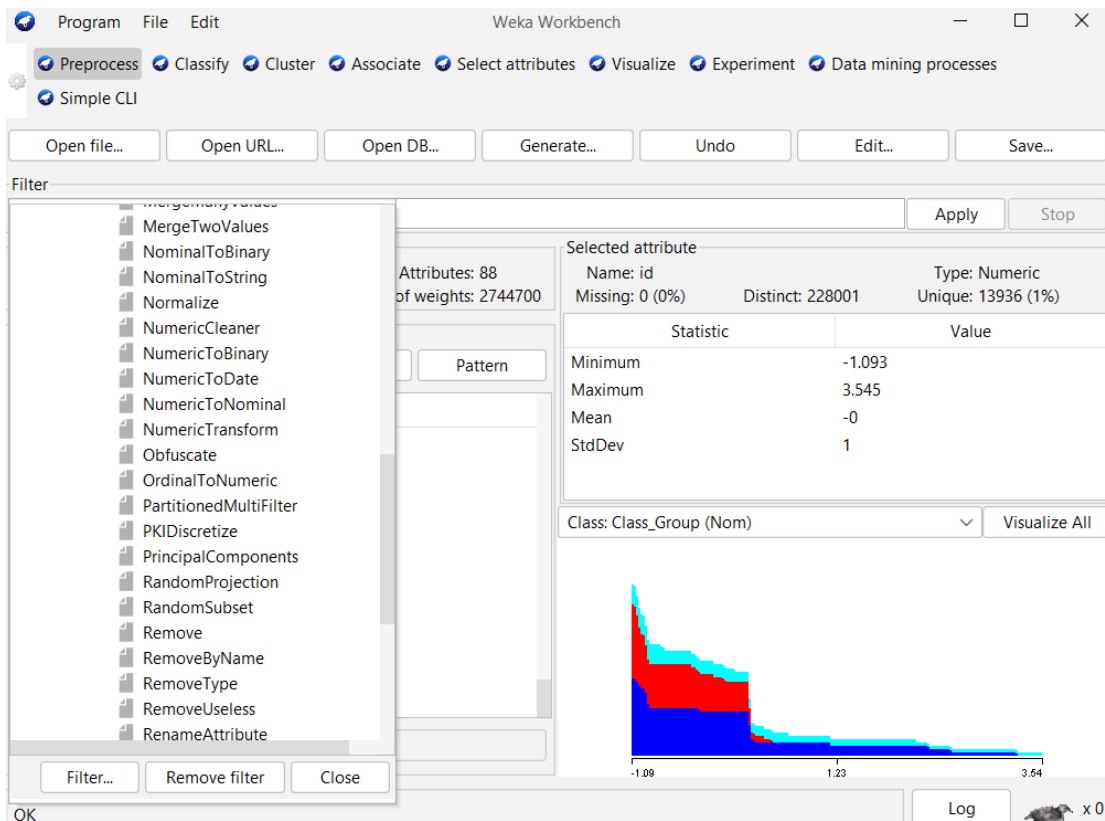 Program File Edit Weka Workbench
Preprocess Classify Cluster Associate Select attributes Visualize Experiment Data mining processes
Simple CLI
Open file... Open URL... Open DB... Generate... Undo Edit... Save...
Filter
MergeManyValues
MergeTwoValues
NominalToBinary
NominalToString
Normalize
NumericCleaner
NumericToBinary
NumericToDate
NumericToNominal
NumericTransform
Obfuscate
OrdinalToNumeric
PartitionedMultiFilter
PKIDiscretize
PrincipalComponents
RandomProjection
RandomSubset
Remove
RemoveByName
RemoveType
RemoveUseless
RenameAttribute
Filter... Remove filter Close
Apply Stop
Attributes: 88
of weights: 2744700
Pattern
Selected attribute
Name: id Type: Numeric
Missing: 0 (0%) Distinct: 228001 Unique: 13936 (1%)
Statistic Value
Minimum -1.093
Maximum 3.545
Mean -0
StdDev 1
Class: Class_Group (Nom) Visualize All
-1.09 1.23 3.54
OK Log x 0